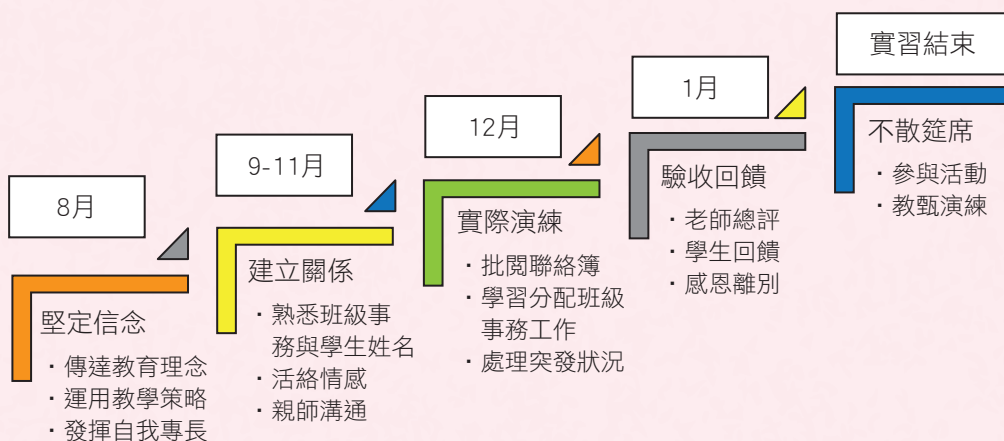 8月
堅定信念
・傳達教育理念
・運用教學策略
・發揮自我專長
9-11月
建立關係
・熟悉班級事
務與學生姓名
・活絡情感
・親師溝通
12月
實際演練
・批閱聯絡簿
・學習分配班級
事務工作
・處理突發狀況
1月
驗收回饋
・老師總評
・學生回饋
・感恩離別
實習結束
不散筵席
・參與活動
・教甄演練